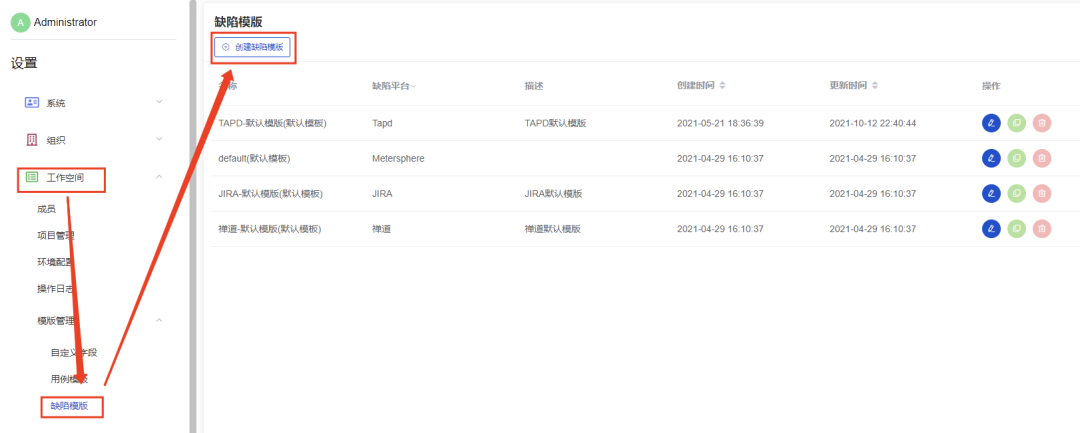 A Administrator
设置
系统
组织
工作空间
成员
项目管理
环境配置
操作日志
模版管理
自定义字段
用例模版
缺陷模版
缺陷模版
创建缺陷模板
名称 缺陷平台 描述 创建时间 更新时间 操作
TAPD-默认模版(默认模板) Tapd TAPD默认模版 2021-05-21 18:36:39 2021-10-12 22:40:44
default(默认模板) Metersphere 2021-04-29 16:10:37 2021-04-29 16:10:37
JIRA-默认模版(默认模板) JIRA JIRA默认模版 2021-04-29 16:10:37 2021-04-29 16:10:37
禅道-默认模版(默认模板) 禅道 禅道默认模版 2021-04-29 16:10:37 2021-04-29 16:10:37